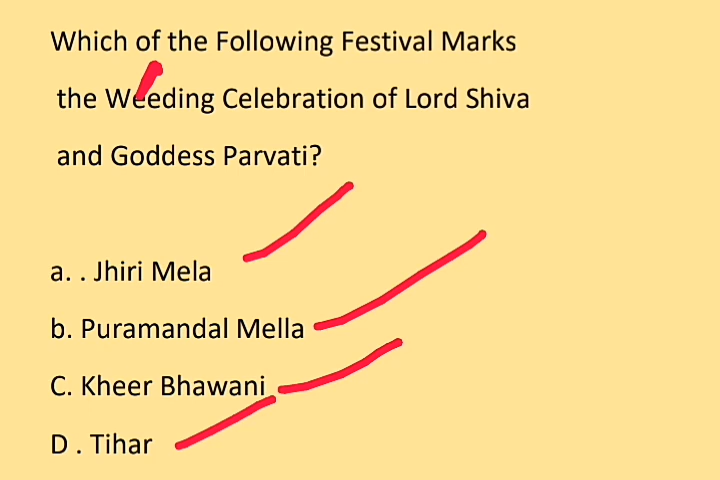 Which of the Following Festival Marks
the Weeding Celebration of Lord Shiva
and Goddess Parvati?
a. . Jhiri Mela
b. Puramandal Mella
C. Kheer Bhawani
D . Tihar